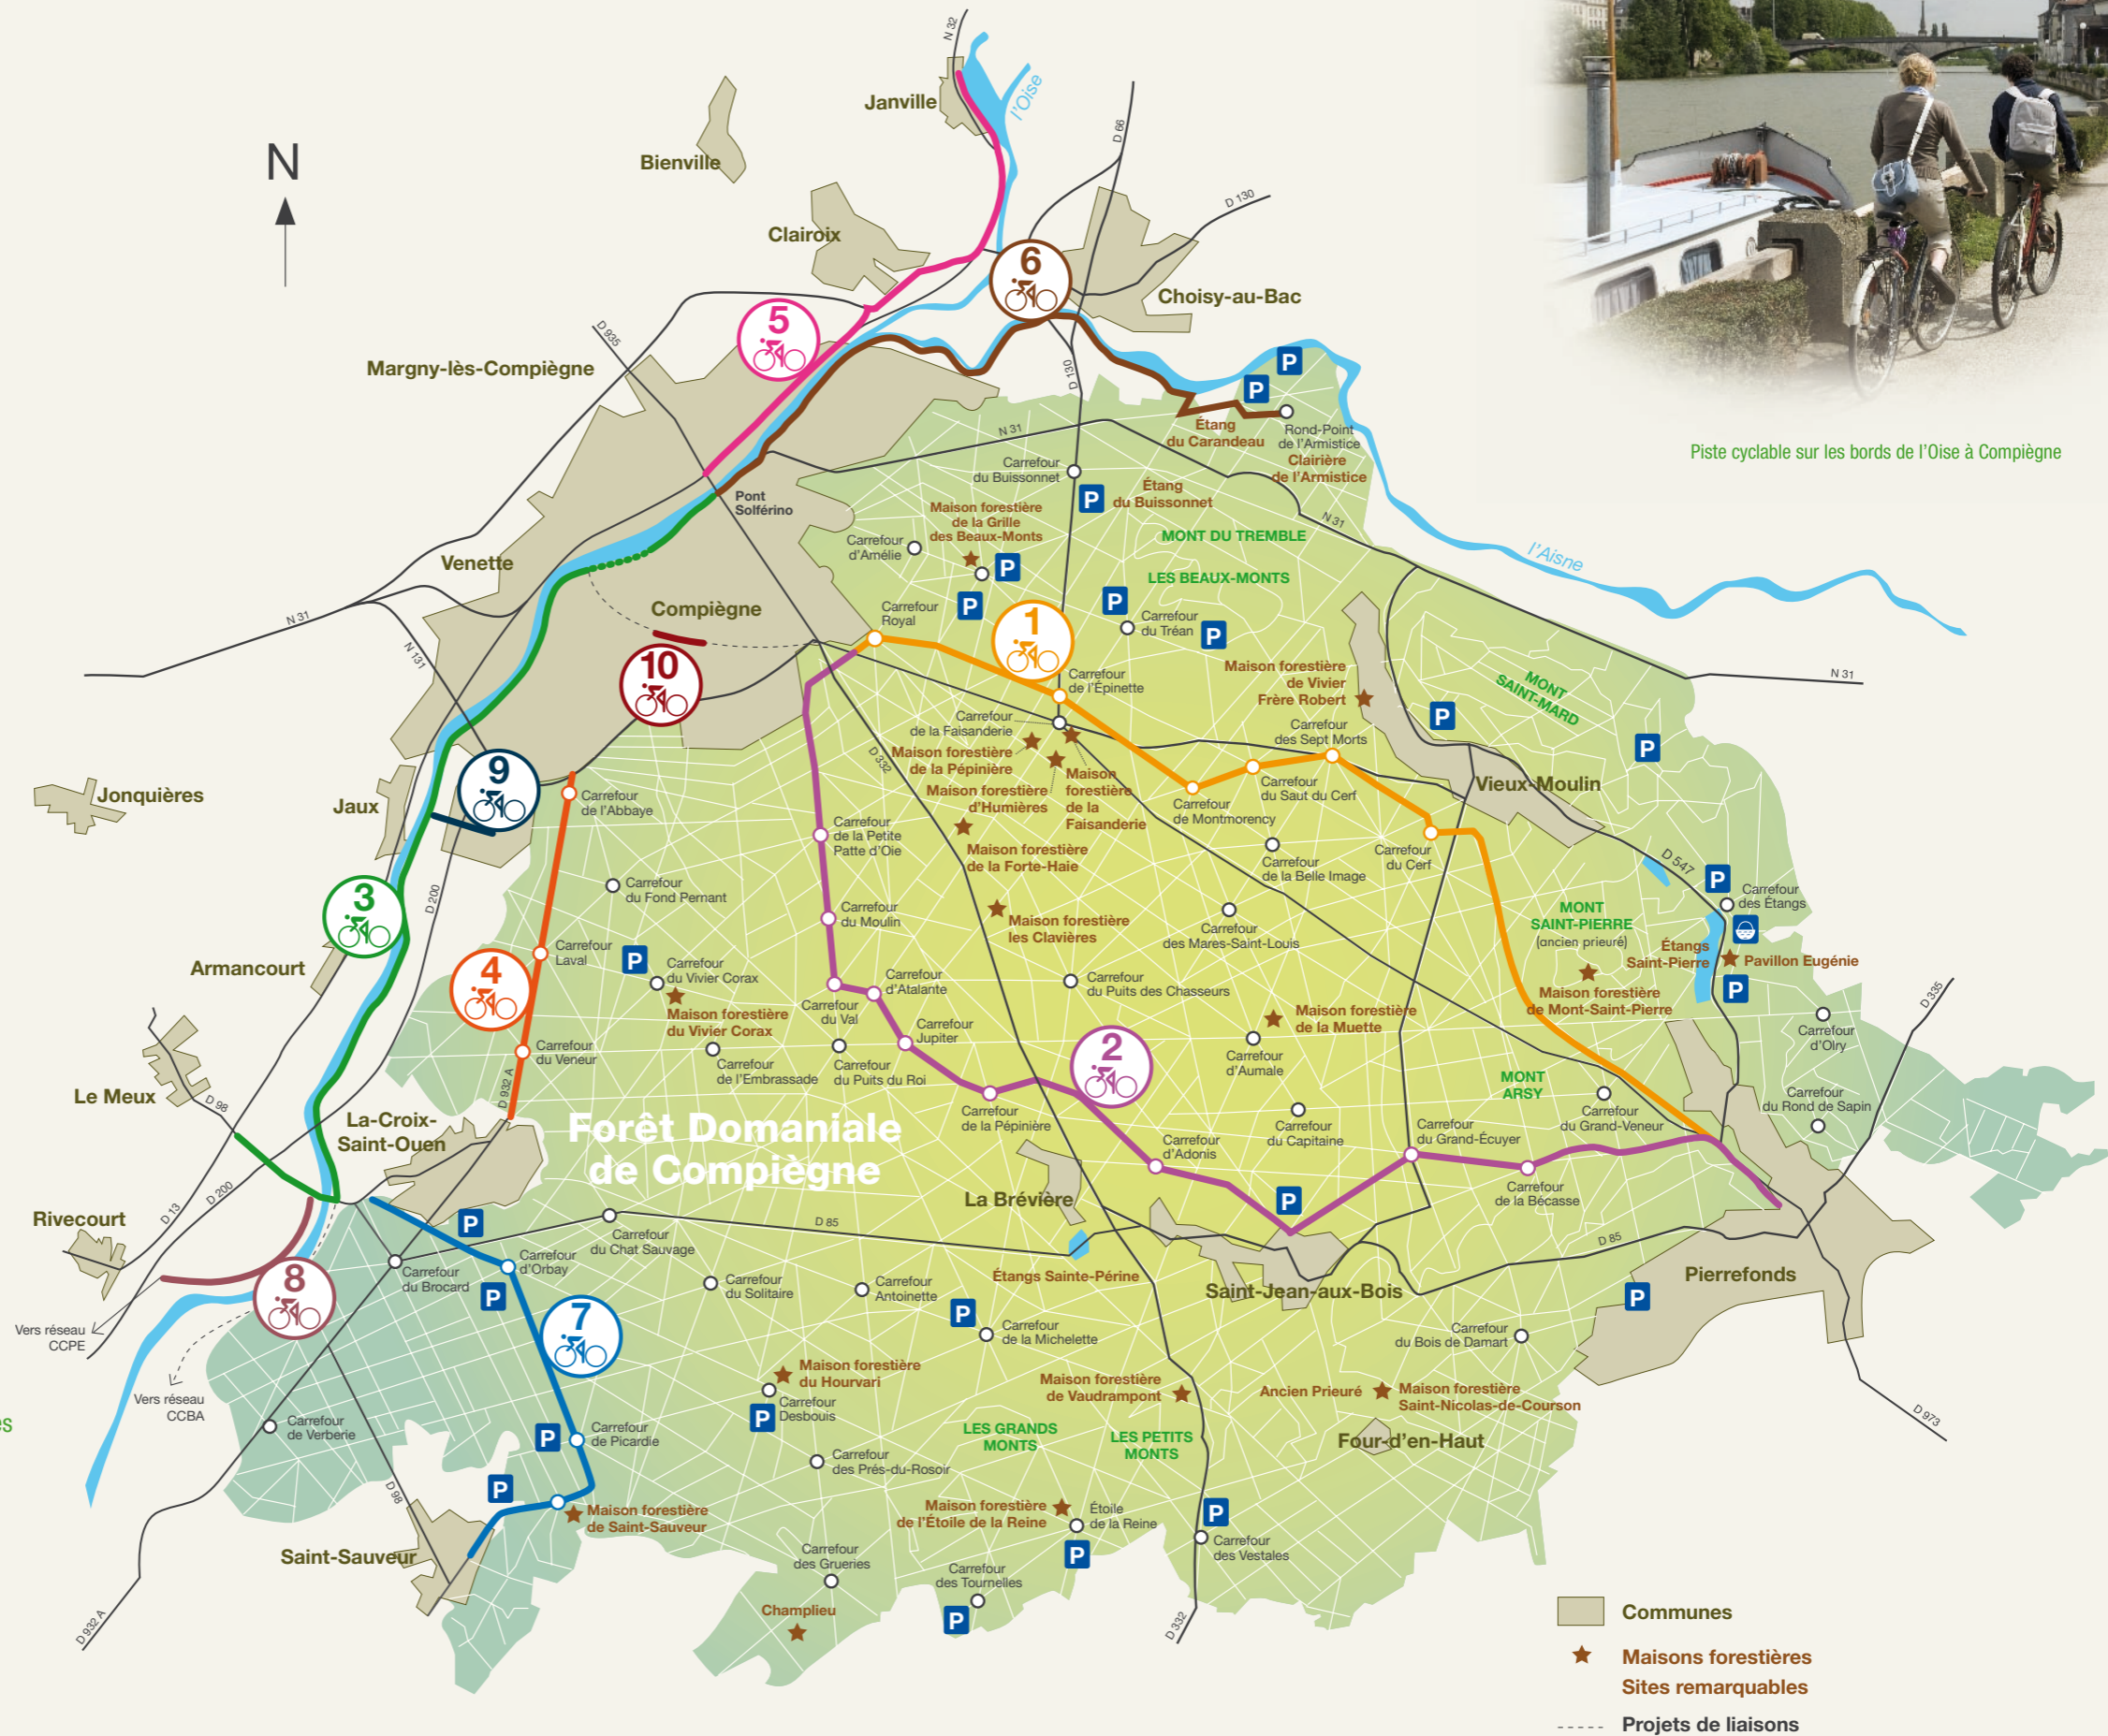 N
N 32
Janville
l'Oise
Bienville
D 66
D 130
Clairoix
6
Choisy-au-Bac
5
D 935
Margny-lès-Compiègne
D 130
P
P
Étang
du Carandeau
Rond-Point
de l'Armistice
Clairière
de l'Armistice
Piste cyclable sur les bords de l'Oise à Compiègne
N 31
Carrefour
du Buissonnet
P
Étang
du Buissonnet
Pont
Solférino
Maison forestière
de la Grille
des Beaux-Monts
Carrefour
d'Amélie
P
N 31
MONT DU TREMBLE
l'Aisne
Venette
LES BEAUX-MONTS
Compiègne
P
P
Carrefour
Royal
Carrefour
du Tréan
P
1
N 31
N 131
10
Carrefour
de l'Épinette
Maison forestière
de Vivier
Frère Robert
MONT
SAINT-MARD
N 31
P
P
Carrefour
de la Faisanderie
Carrefour
des Sept Morts
D 332
Maison forestière
de la Pépinière
Maison forestière
d'Humières
Maison
forestière
de la
Faisanderie
Carrefour
de Montmorency
Carrefour
du Saut du Cerf
Vieux-Moulin
9
Jonquières
Jaux
Carrefour
de l'Abbaye
Carrefour
de la Petite
Patte d'Oie
Maison forestière
de la Forte-Haie
Carrefour
de la Belle Image
Carrefour
du Cerf
D 547
P
Carrefour
des Étangs
3
D 200
Carrefour
du Fond Pernant
Carrefour
du Moulin
Maison forestière
les Clavières
Carrefour
des Mares-Saint-Louis
MONT
SAINT-PIERRE
(ancien prieuré)
Étangs
Saint-Pierre
Pavillon Eugénie
P
Armancourt
4
Carrefour
Laval
P
Carrefour
du Vivier Corax
Maison forestière
du Vivier Corax
Carrefour
du Val
Carrefour
d'Atalante
Carrefour
du Puits des Chasseurs
Maison forestière
de Mont-Saint-Pierre
D 335
Maison forestière
de la Muette
Carrefour
d'Olry
Carrefour
du Veneur
Carrefour
de l'Embrassade
Carrefour
du Puits du Roi
Carrefour
Jupiter
2
Carrefour
d'Aumale
MONT
ARSY
Le Meux
D 98
D 932 A
La-Croix-
Saint-Ouen
Forêt Domaniale
de Compiègne
Carrefour
de la Pépinière
Carrefour
du Capitaine
Carrefour
du Grand-Veneur
Carrefour
du Rond de Sapin
Carrefour
d'Adonis
Carrefour
du Grand-Écuyer
La Brévière
Carrefour
de la Bécasse
P
D 13
D 200
Rivecourt
P
Carrefour
du Chat Sauvage
D 85
D 85
Carrefour
du Brocard
Carrefour
d'Orbay
P
8
Carrefour
du Solitaire
Carrefour
Antoinette
Étangs Sainte-Périne
Saint-Jean-aux-Bois
Pierrefonds
P
P
Vers réseau
CCPE
7
Carrefour
de la Michelette
Carrefour
du Bois de Damart
Vers réseau
CCBA
Maison forestière
du Hourvari
Carrefour
Desbouis
P
Maison forestière
de Vaudrampont
Ancien Prieuré
Maison forestière
Saint-Nicolas-de-Courson
es
Carrefour
de Verberie
P
Carrefour
de Picardie
LES GRANDS
MONTS
LES PETITS
MONTS
Four-d'en-Haut
D 973
Carrefour
des Prés-du-Rosoir
P
D 98
Maison forestière
de Saint-Sauveur
Maison forestière
de l'Étoile de la Reine
Étoile
de la Reine
P
Carrefour
des Vestales
Saint-Sauveur
P
Carrefour
des Grueries
Carrefour
des Tournelles
P
Champlieu
D 932 A
D 332
Communes
Maisons forestières
Sites remarquables
Projets de liaisons